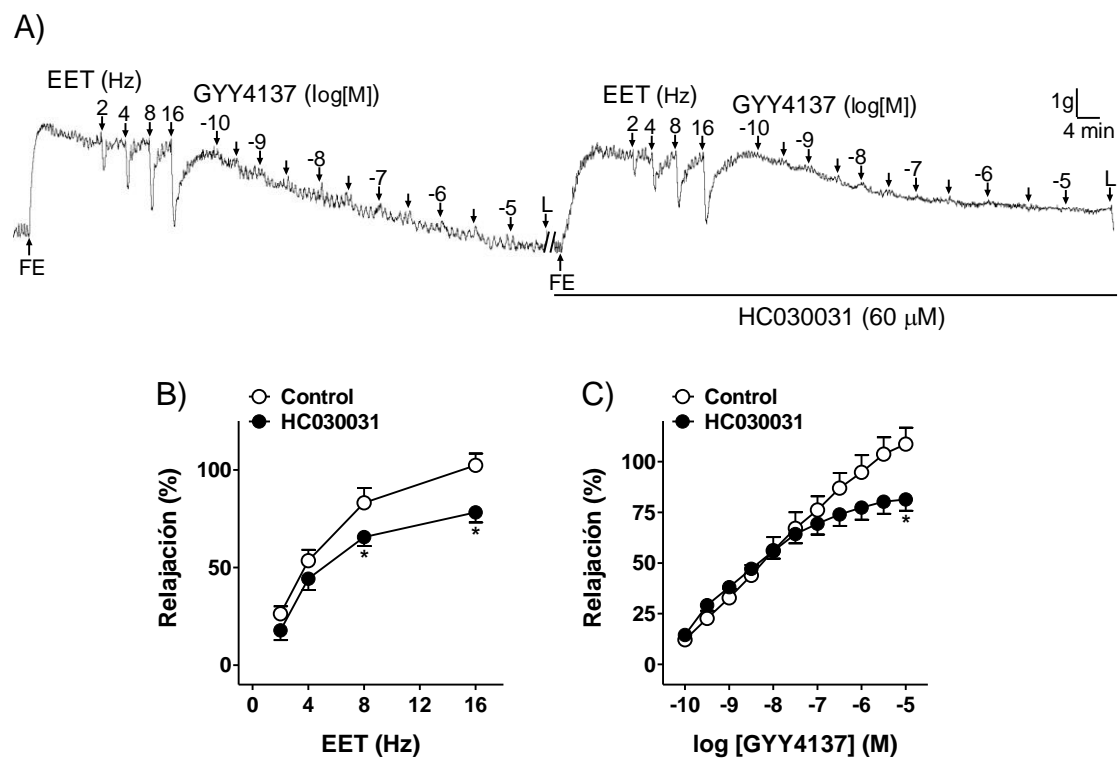 A)
EET (Hz)
2 4 8 16
GYY4137 (log[M])
-10 -9 -8 -7 -6 -5 L
FE
EET (Hz)
2 4 8 16
GYY4137 (log[M])
-10 -9 -8 -7 -6 -5 L
FE
1g
4 min
HC030031 (60 μM)
B)
Control
HC030031
Relajación (%)
100
50
0
*
*
0 4 8 12 16
EET (Hz)
C)
Control
HC030031
Relajación (%)
100
75
50
25
0
*
-10 -9 -8 -7 -6 -5
log [GYY4137] (M)